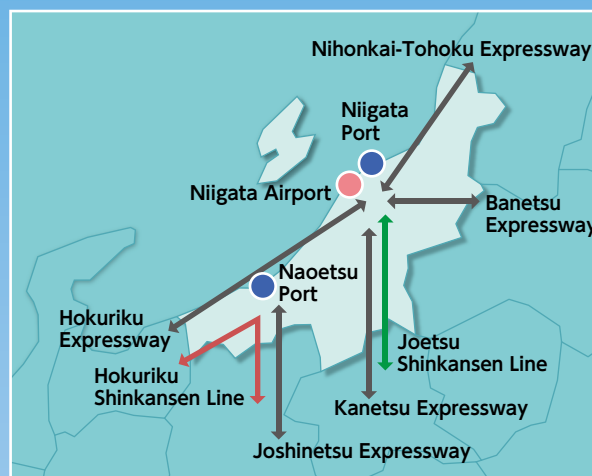 Nihonkai-Tohoku Expressway
Niigata
Port
Niigata Airport
Banetsu
Expressway
Naoetsu
Port
Hokuriku
Expressway
Joetsu
Shinkansen Line
Hokuriku
Shinkansen Line
Kanetsu Expressway
Joshinetsu Expressway